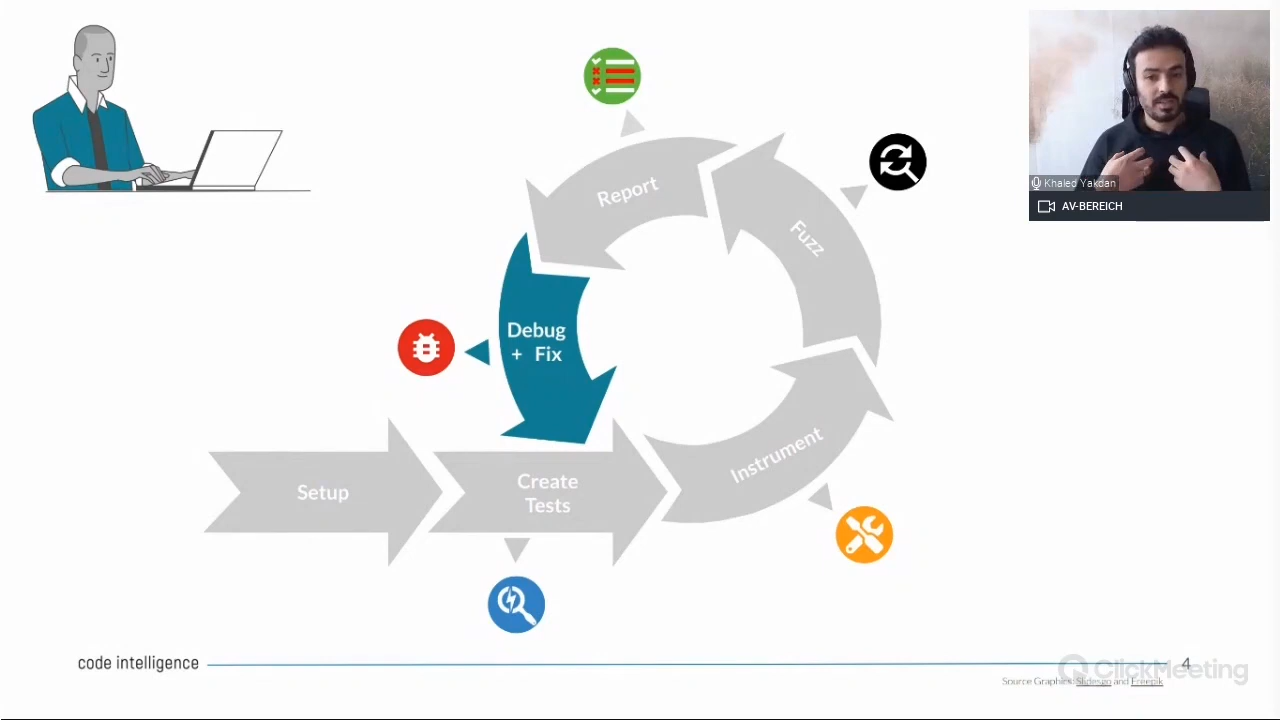 Khaled Yakdan
AV-BEREICH
Report
Fuzz
Debug
+ Fix
Instrument
Setup
Create
Tests
code intelligence
4
ClickMeeting
Source Graphics: Slidesgo and Freepik